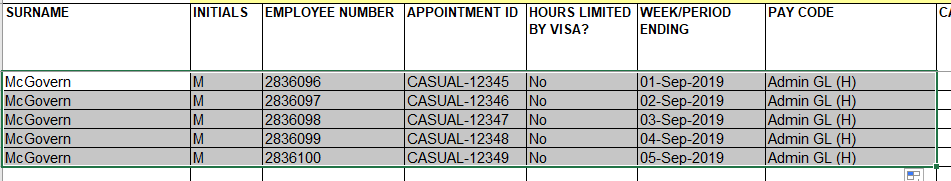 SURNAME INITIALS EMPLOYEE NUMBER APPOINTMENT ID HOURS LIMITED BY VISA? WEEK/PERIOD ENDING PAY CODE
McGovern M 2836096 CASUAL-12345 No 01-Sep-2019 Admin GL (H)
McGovern M 2836097 CASUAL-12346 No 02-Sep-2019 Admin GL (H)
McGovern M 2836098 CASUAL-12347 No 03-Sep-2019 Admin GL (H)
McGovern M 2836099 CASUAL-12348 No 04-Sep-2019 Admin GL (H)
McGovern M 2836100 CASUAL-12349 No 05-Sep-2019 Admin GL (H)